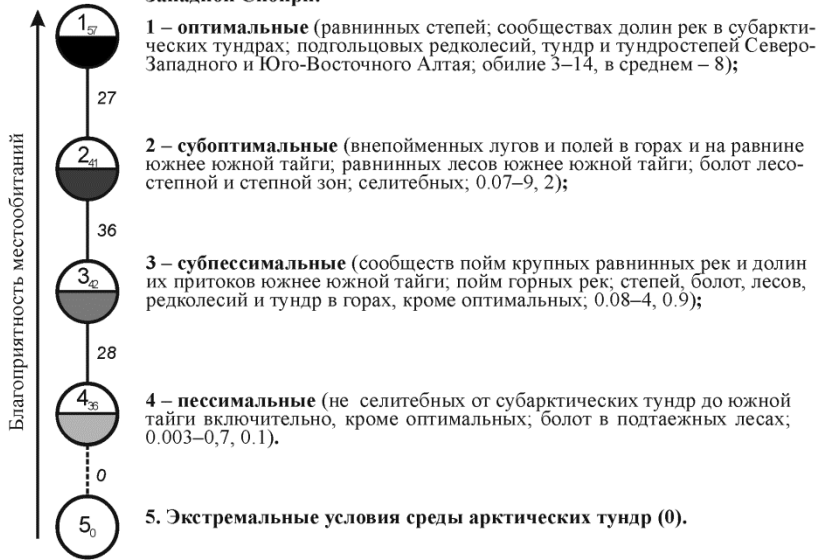 Западной Сибири:
1 – оптимальные (равнинных степей; сообществах долин рек в субаркти-
ческих тундрах; подгольцовых редколесий, тундр и тундростепей Северо-
Западного и Юго-Восточного Алтая; обилие 3–14, в среднем – 8);
1 57
27
2 – субоптимальные (внепойменных лугов и полей в горах и на равнине
южнее южной тайги; равнинных лесов южнее южной тайги; болот лесо-
степной и степной зон; селитебных; 0.07–9, 2);
2 41
36
3 – субпессимальные (сообществ пойм крупных равнинных рек и долин
их притоков южнее южной тайги; пойм горных рек; степей, болот, лесов,
редколесий и тундр в горах, кроме оптимальных; 0.08–4, 0.9);
3 42
28
4 – пессимальные (не селитебных от субарктических тундр до южной
тайги включительно, кроме оптимальных; болот в подтаежных лесах;
0.003–0,7, 0.1).
4 36
0
5. Экстремальные условия среды арктических тундр (0).
5 0
Благоприятность местообитаний